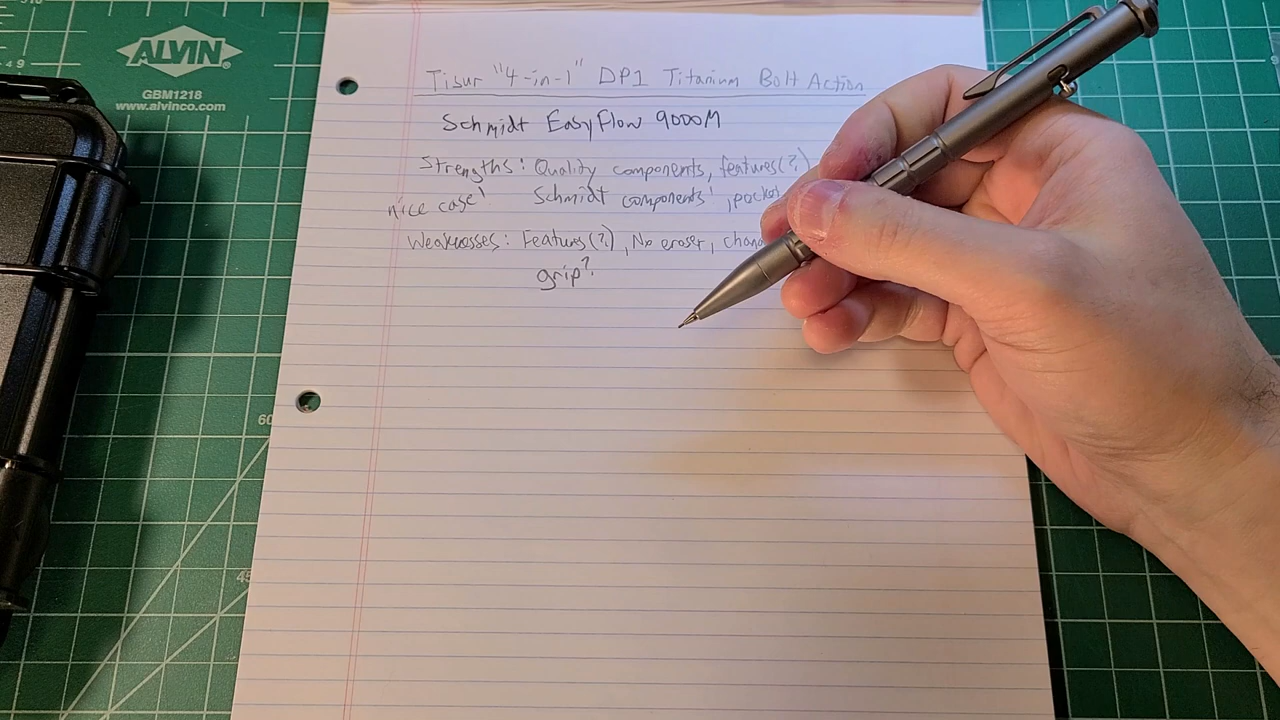 ALVIN
GBM1218
www.alvinco.com
Tisur "4-in-1" DP1 Titanium Bolt Action
Schmidt EasyFlow 9000M
Strengths: Quality components, features(?)
nice case! Schmidt components!, pocket
Weaknesses: Features(?), No eraser,
grip?
60